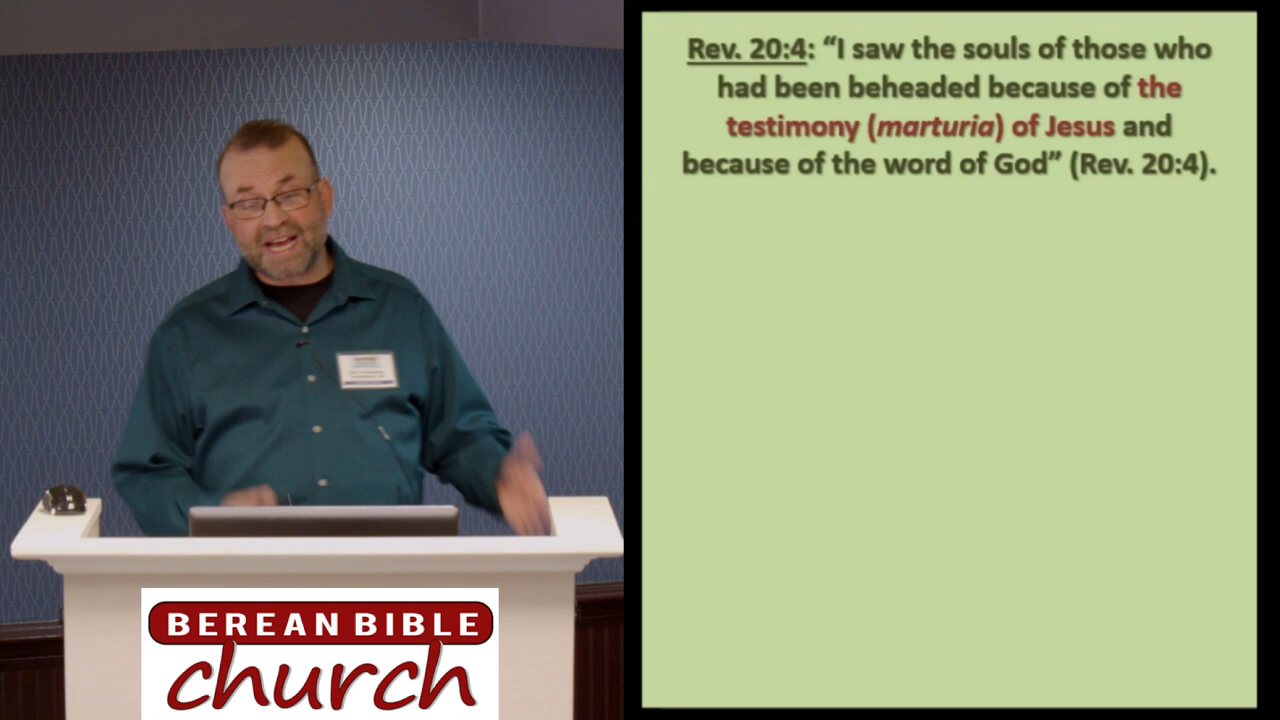 Rev. 20:4: “I saw the souls of those who
had been beheaded because of the
testimony (marturia) of Jesus and
because of the word of God” (Rev. 20:4).
BEREAN BIBLE
church